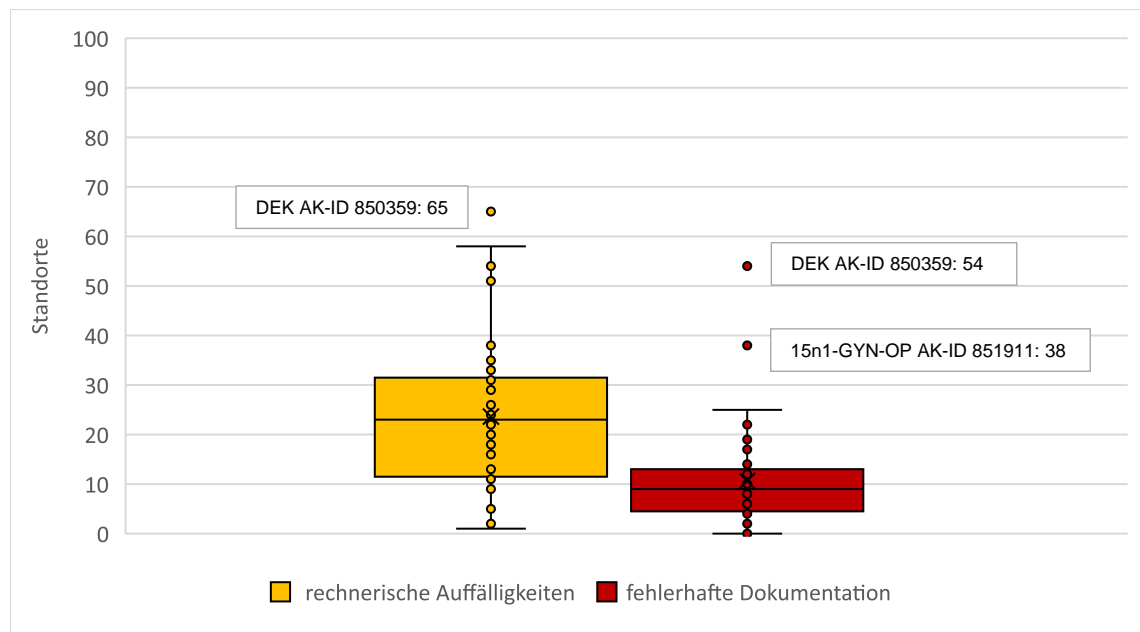 100
90
80
70
60
50
40
30
20
10
0
Standorte
DEK AK-ID 850359: 65
DEK AK-ID 850359: 54
15n1-GYN-OP AK-ID 851911: 38
rechnerische Auffälligkeiten
fehlerhafte Dokumentation